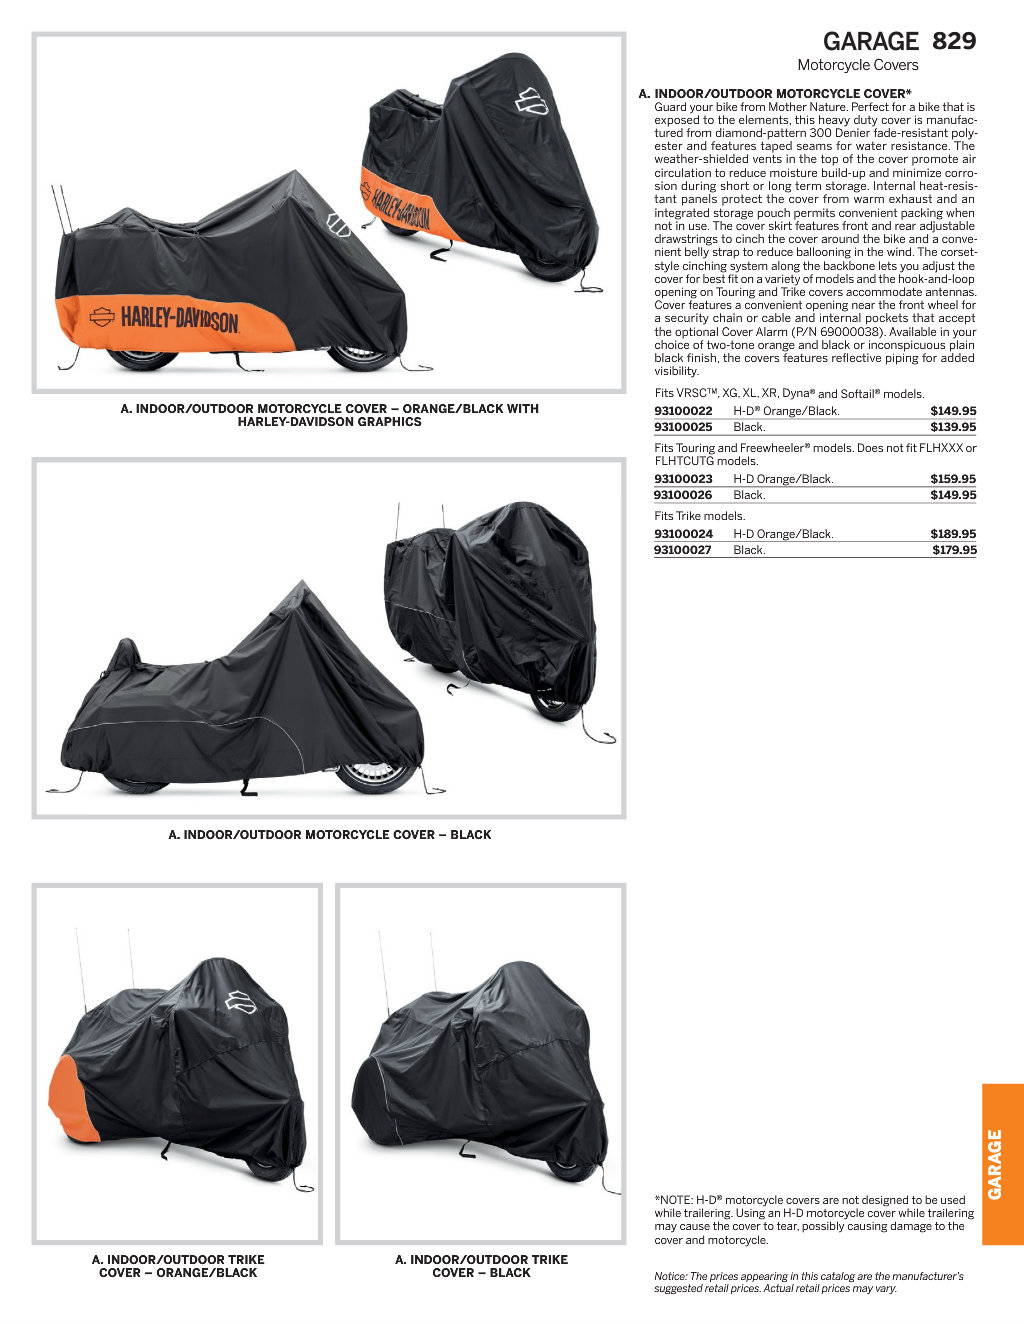 GARAGE 829
Motorcycle Covers
A. INDOOR/OUTDOOR MOTORCYCLE COVER*
Guard your bike from Mother Nature. Perfect for a bike that is
exposed to the elements, this heavy duty cover is manufac-
tured from diamond-pattern 300 Denier fade-resistant poly-
ester and features taped seams for water resistance. The
weather-shielded vents in the top of the cover promote air
circulation to reduce moisture build-up and minimize corro-
sion during short or long term storage. Internal heat-resis-
tant panels protect the cover from warm exhaust and an
integrated storage pouch permits convenient packing when
not in use. The cover skirt features front and rear adjustable
drawstrings to cinch the cover around the bike and a conve-
nient belly strap to reduce ballooning in the wind. The corset-
style cinching system along the backbone lets you adjust the
cover for best fit on a variety of models and the hook-and-loop
opening on Touring and Trike covers accommodate antennas.
Cover features a convenient opening near the front wheel for
a security chain or cable and internal pockets that accept
the optional Cover Alarm (P/N 69000038). Available in your
choice of two-tone orange and black or inconspicuous plain
black finish, the covers features reflective piping for added
visibility.
Fits VRSC™, XG, XL, XR, Dyna® and Softail® models.
93100022 H-D® Orange/Black. $149.95
93100025 Black. $139.95
Fits Touring and Freewheeler® models. Does not fit FLHXXX or
FLHTCUTG models.
93100023 H-D Orange/Black. $159.95
93100026 Black. $149.95
Fits Trike models.
93100024 H-D Orange/Black. $189.95
93100027 Black. $179.95
HARLEY-DAVIDSON
HARLEY-DAVIDSON
A. INDOOR/OUTDOOR MOTORCYCLE COVER – ORANGE/BLACK WITH
HARLEY-DAVIDSON GRAPHICS
A. INDOOR/OUTDOOR MOTORCYCLE COVER – BLACK
A. INDOOR/OUTDOOR TRIKE
COVER – ORANGE/BLACK
A. INDOOR/OUTDOOR TRIKE
COVER – BLACK
GARAGE
*NOTE: H-D® motorcycle covers are not designed to be used
while trailering. Using an H-D motorcycle cover while trailering
may cause the cover to tear, possibly causing damage to the
cover and motorcycle.
Notice: The prices appearing in this catalog are the manufacturer's
suggested retail prices. Actual retail prices may vary.